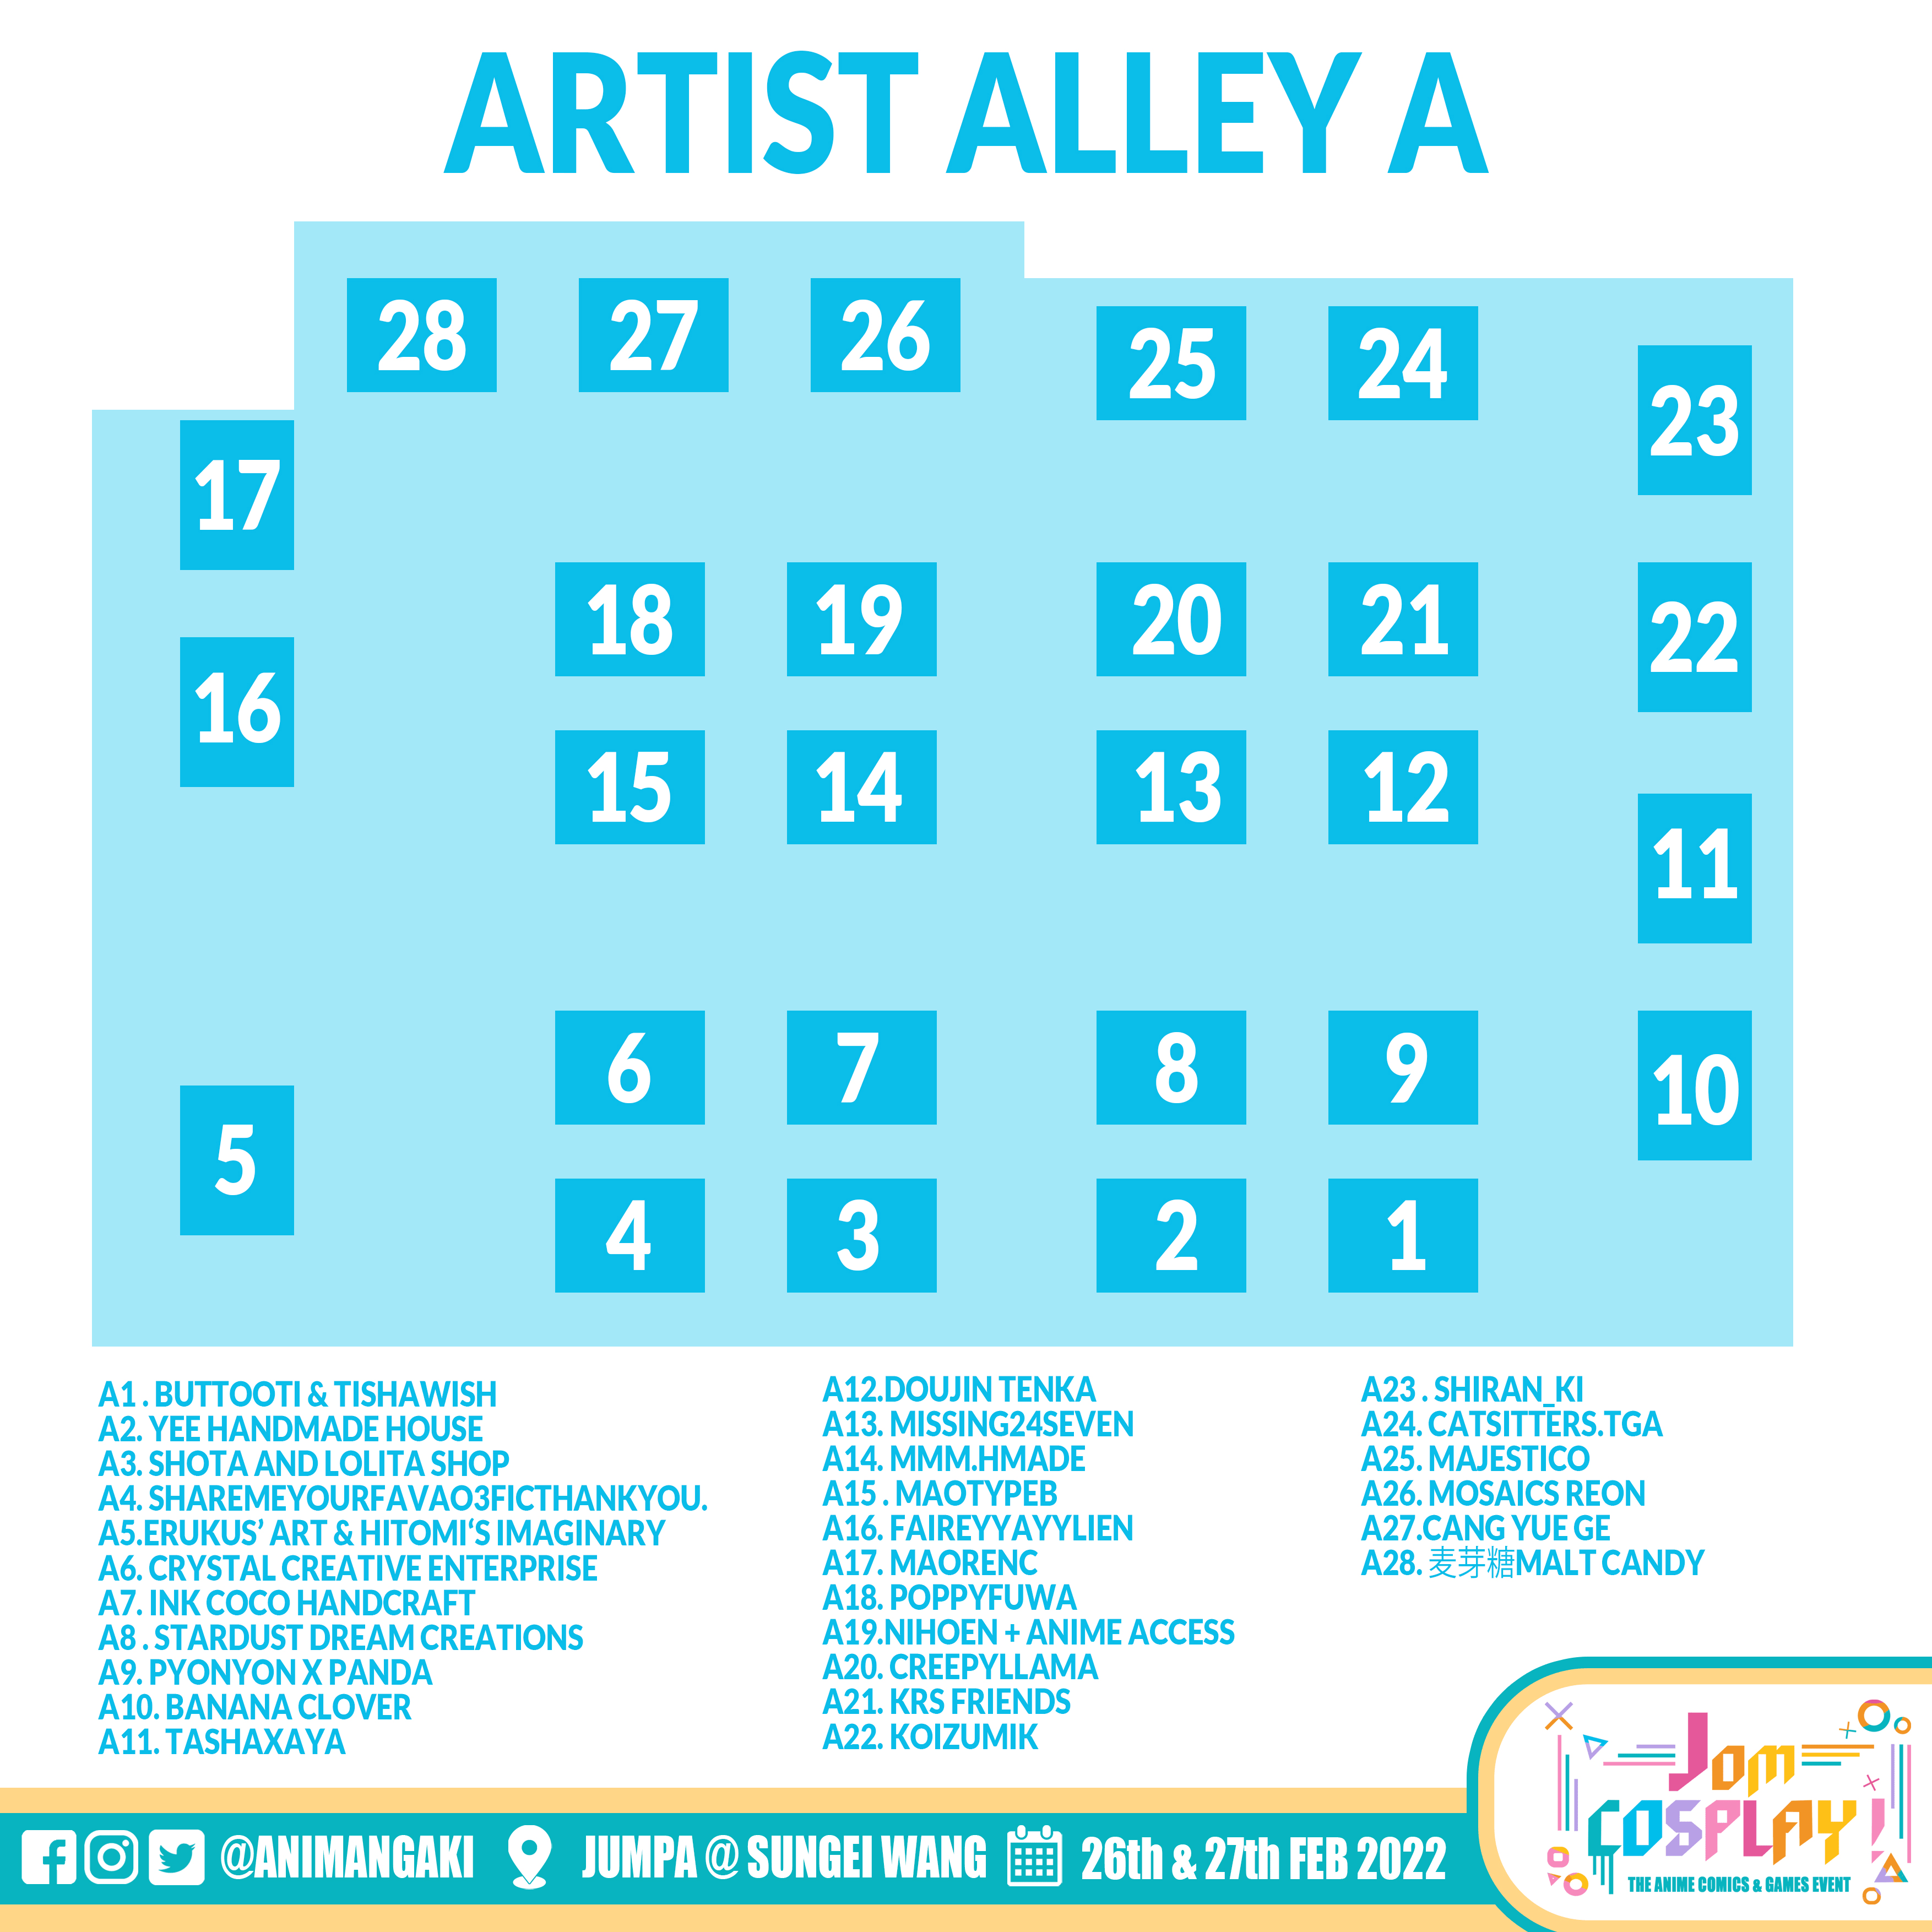 ARTIST ALLEY A
28 27 26
25 24
23
17
18 19 20 21 22
16
15 14 13 12
11
6 7 8 9 10
5
4 3 2 1
A1 . BUTTOOTI & TISHAWISH
A2. YEE HANDMADE HOUSE
A3. SHOTA AND LOLITA SHOP
A4. SHAREMEYOURFAVAO3FICTHANKYOU.
A5.ERUKUS’ ART & HITOMI‘S IMAGINARY
A6. CRYSTAL CREATIVE ENTERPRISE
A7. INK COCO HANDCRAFT
A8 . STARDUST DREAM CREATIONS
A9. PYONYON X PANDA
A10. BANANA CLOVER
A11. TASHAXAYA
A12.DOUJIN TENKA
A13. MISSING24SEVEN
A14. MMM.HMADE
A15 . MAOTYPEB
A16. FAIREYYAYYLIEN
A17. MAORENC
A18. POPPYFUWA
A19.NIHOEN + ANIME ACCESS
A20. CREEPYLLAMA
A21. KRS FRIENDS
A22. KOIZUMIK
A23 . SHIRAN_KI
A24. CATSITTERS.TGA
A25. MAJESTICO
A26. MOSAICS REON
A27.CANG YUE GE
A28. 麦芽糖MALT CANDY
@ANIMANGAKI JUMPA @ SUNGEI WANG 26th & 27th FEB 2022
Jom
COSPLAY!
THE ANIME COMICS & GAMES EVENT